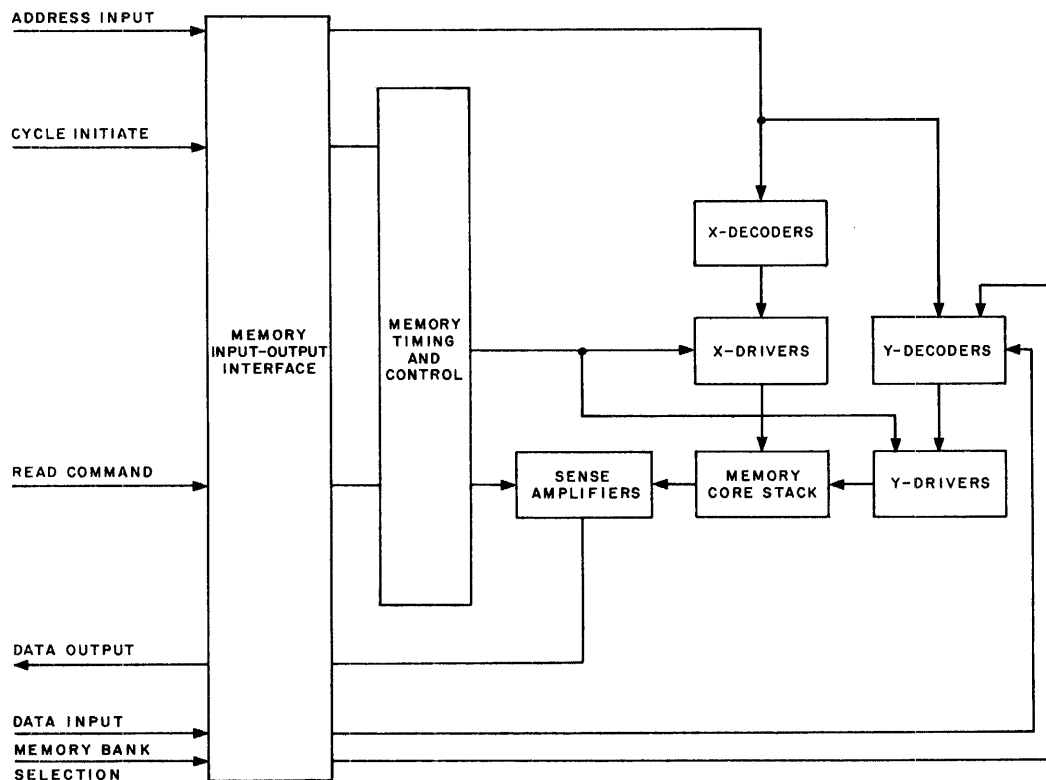 ADDRESS INPUT
CYCLE INITIATE
X-DECODERS
MEMORY
INPUT-OUTPUT
INTERFACE
MEMORY
TIMING
AND
CONTROL
X-DRIVERS
Y-DECODERS
READ COMMAND
SENSE
AMPLIFIERS
MEMORY
CORE STACK
Y-DRIVERS
DATA OUTPUT
DATA INPUT
MEMORY BANK
SELECTION